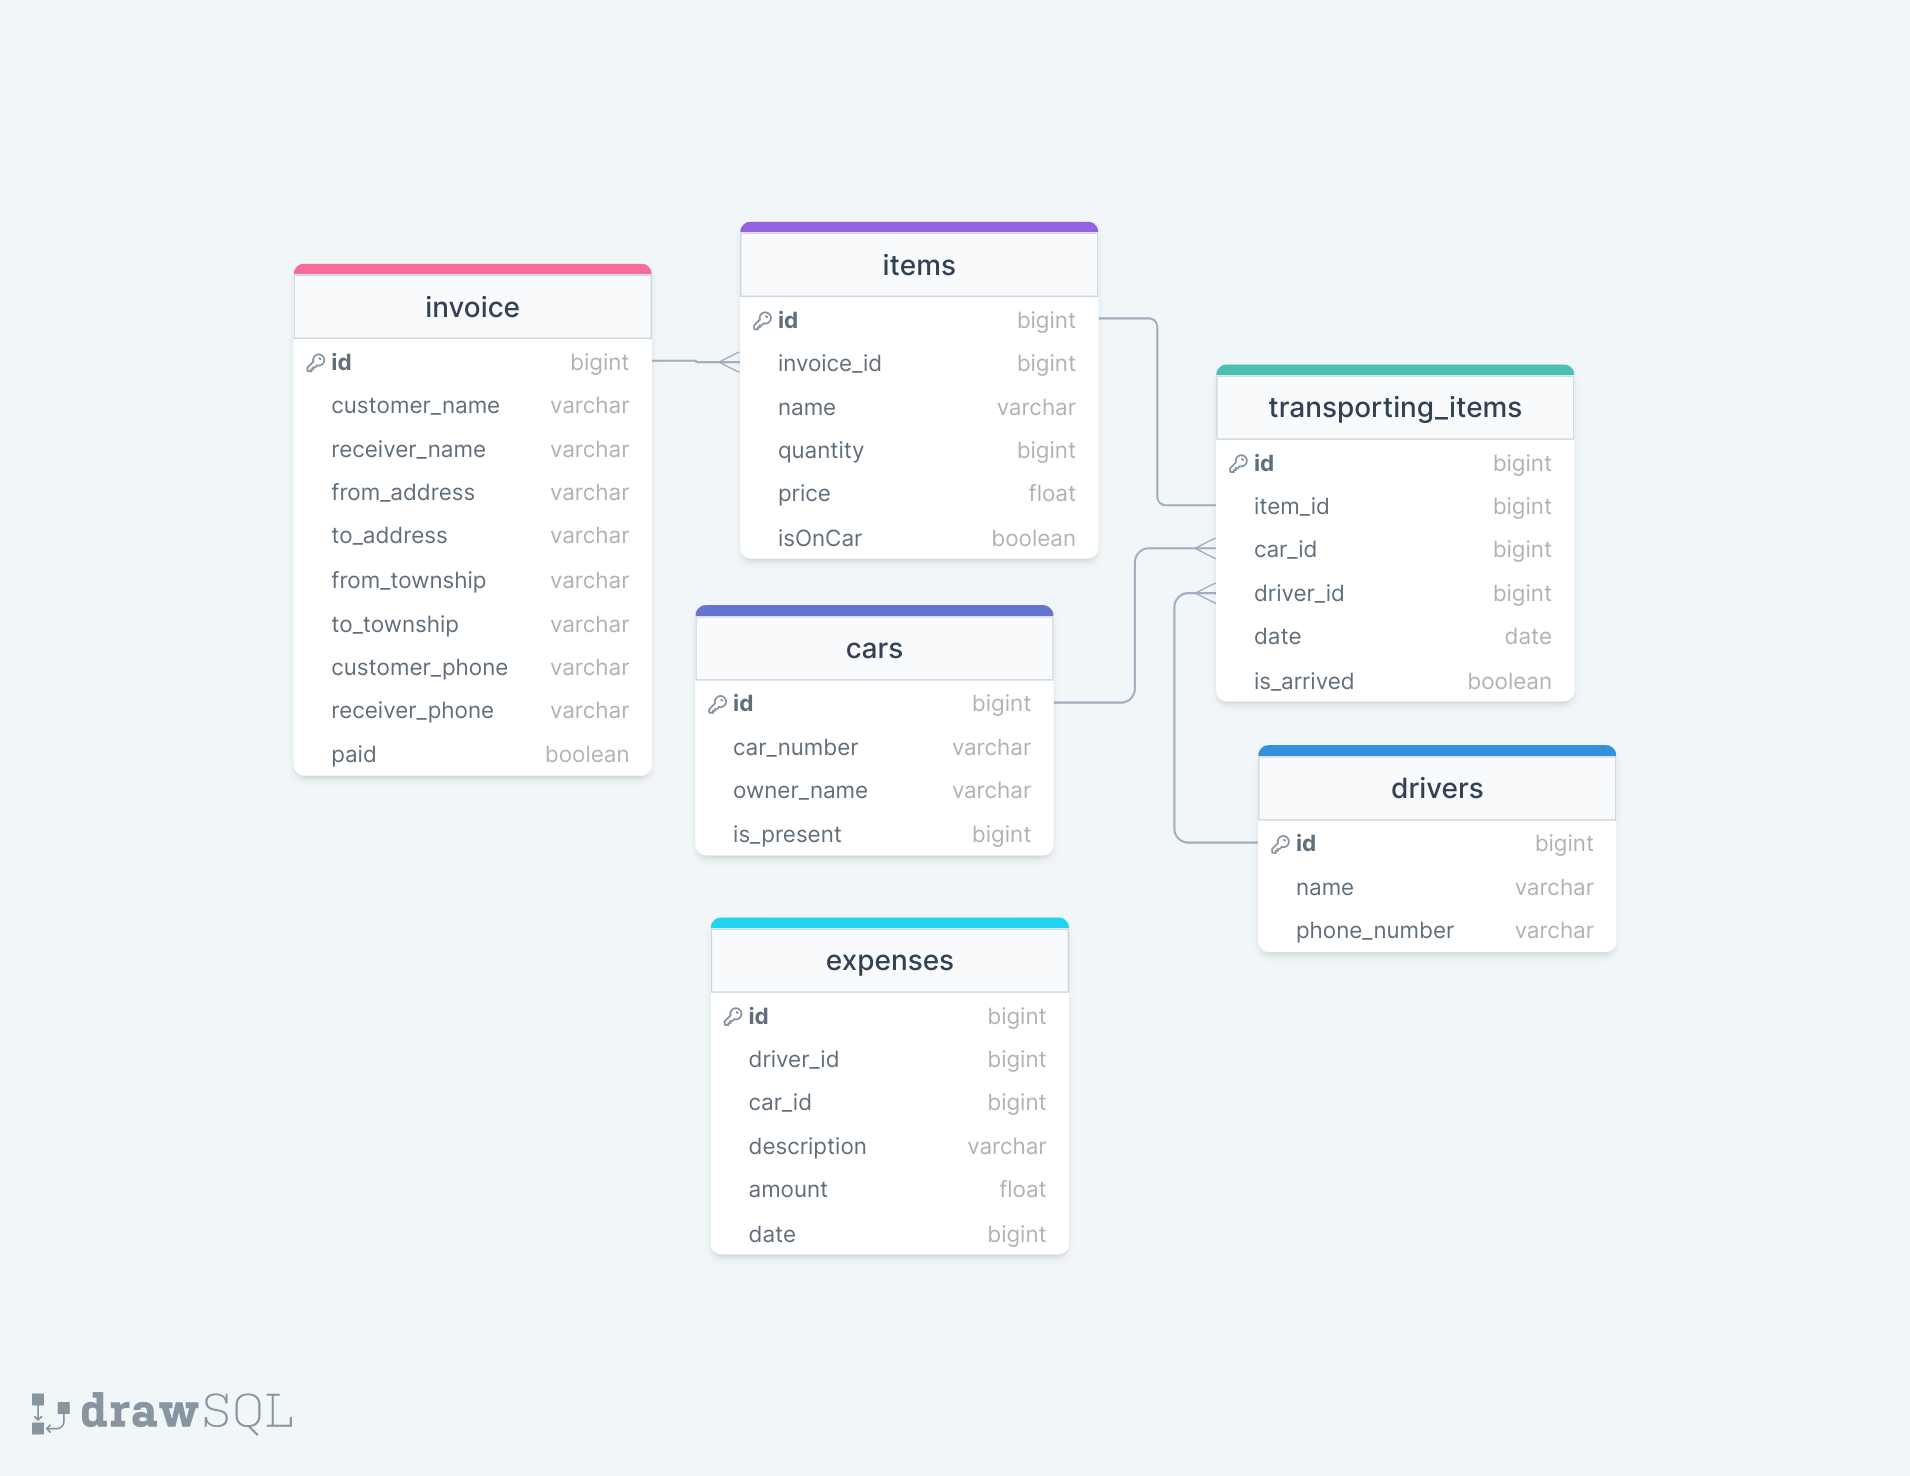 invoice
id bigint
customer_name varchar
receiver_name varchar
from_address varchar
to_address varchar
from_township varchar
to_township varchar
customer_phone varchar
receiver_phone varchar
paid boolean
items
id bigint
invoice_id bigint
name varchar
quantity bigint
price float
isOnCar boolean
transporting_items
id bigint
item_id bigint
car_id bigint
driver_id bigint
date date
is_arrived boolean
cars
id bigint
car_number varchar
owner_name varchar
is_present bigint
drivers
id bigint
name varchar
phone_number varchar
expenses
id bigint
driver_id bigint
car_id bigint
description varchar
amount float
date bigint
drawSQL